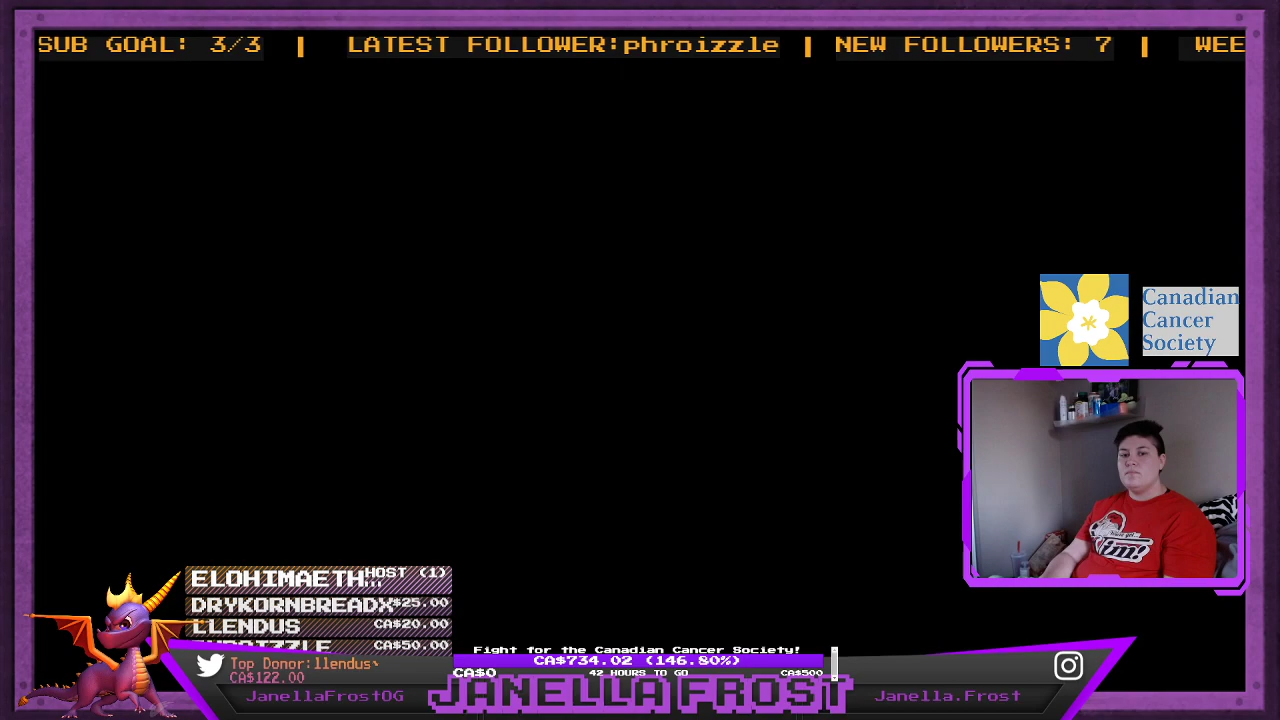 SUB GOAL: 3/3 | LATEST FOLLOWER:phroizzle | NEW FOLLOWERS: 7 | WEE
Canadian
Cancer
Society
ELOHIMAETH HOST (1)
DRYKORNBREADX $25.00
LLENDUS CA$20.00
CA$50.00
Fight for the Canadian Cancer Society!
CA$734.02 (146.80%)
CA$0 42 HOURS TO GO CA$500
Top Donor:llendus
CA$122.00
JanellaFrostOG
JANELLA FROST
Janella.Frost